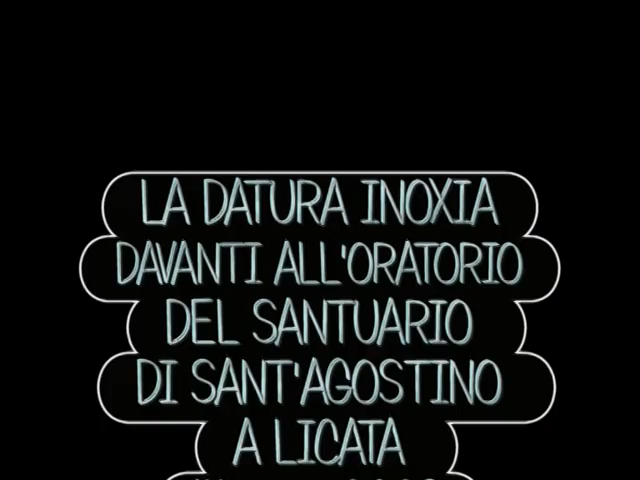 LA DATURA INOXIA
DAVANTI ALL'ORATORIO
DEL SANTUARIO
DI SANT'AGOSTINO
A LICATA